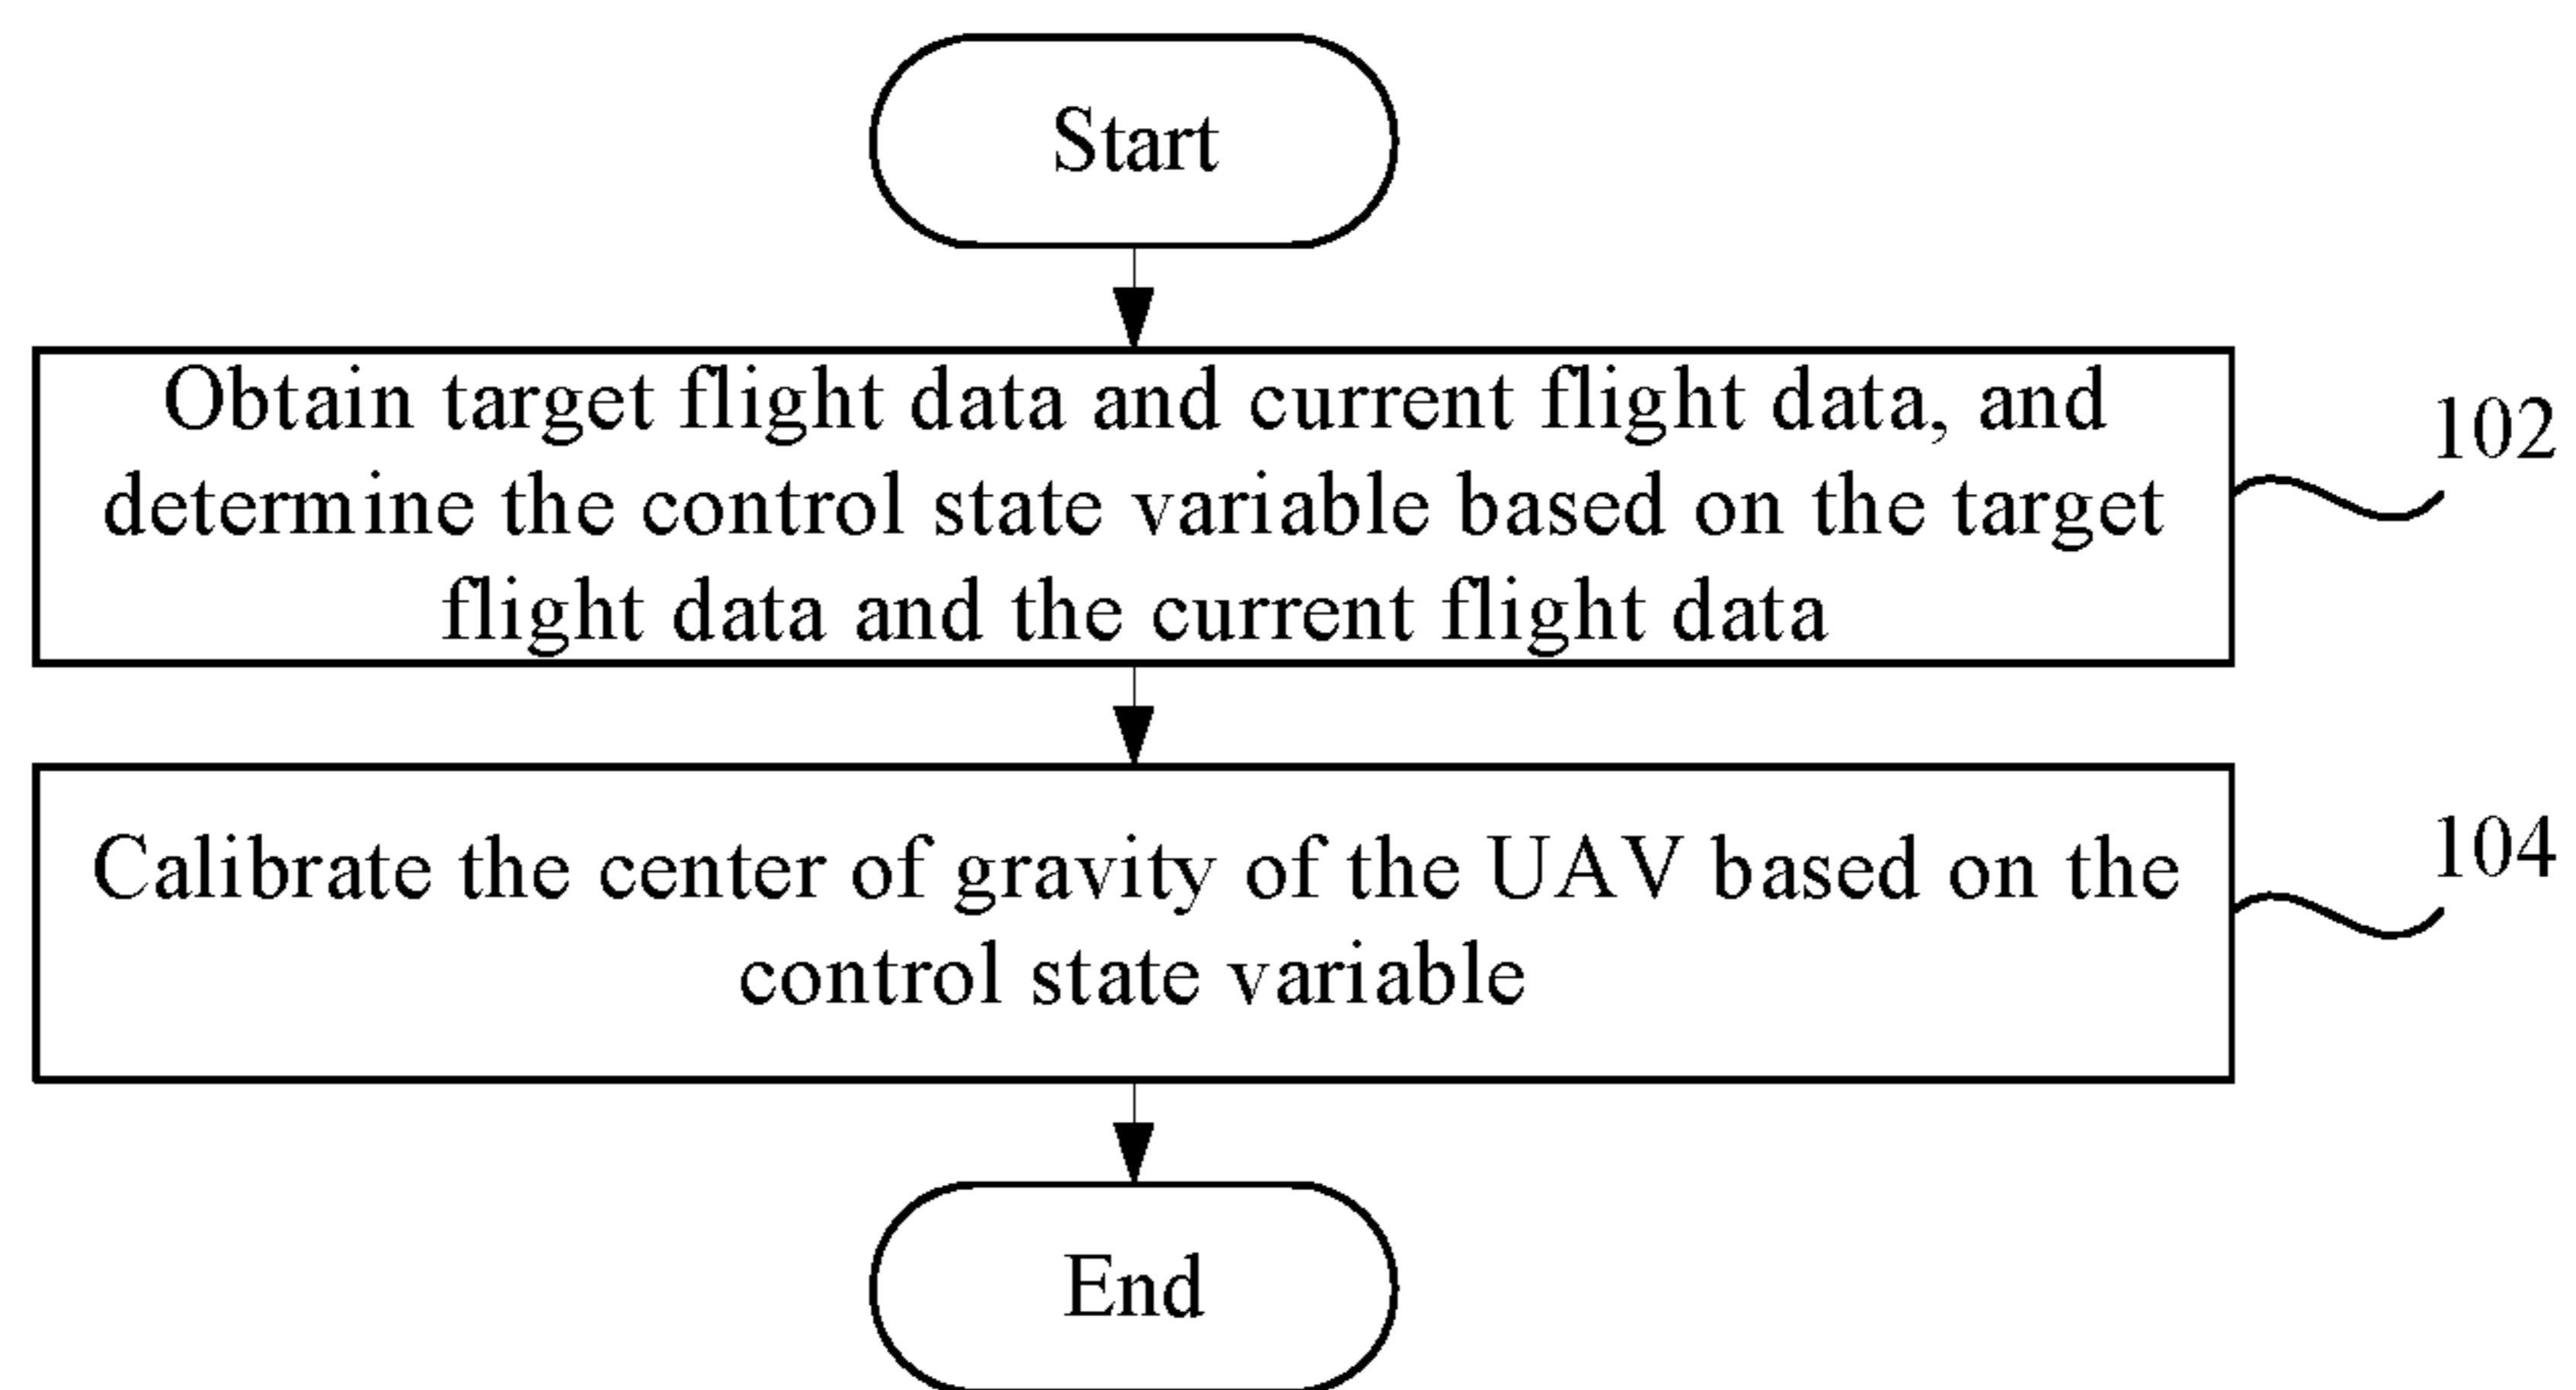 Start
Obtain target flight data and current flight data, and
determine the control state variable based on the target
flight data and the current flight data
102
Calibrate the center of gravity of the UAV based on the
control state variable
104
End